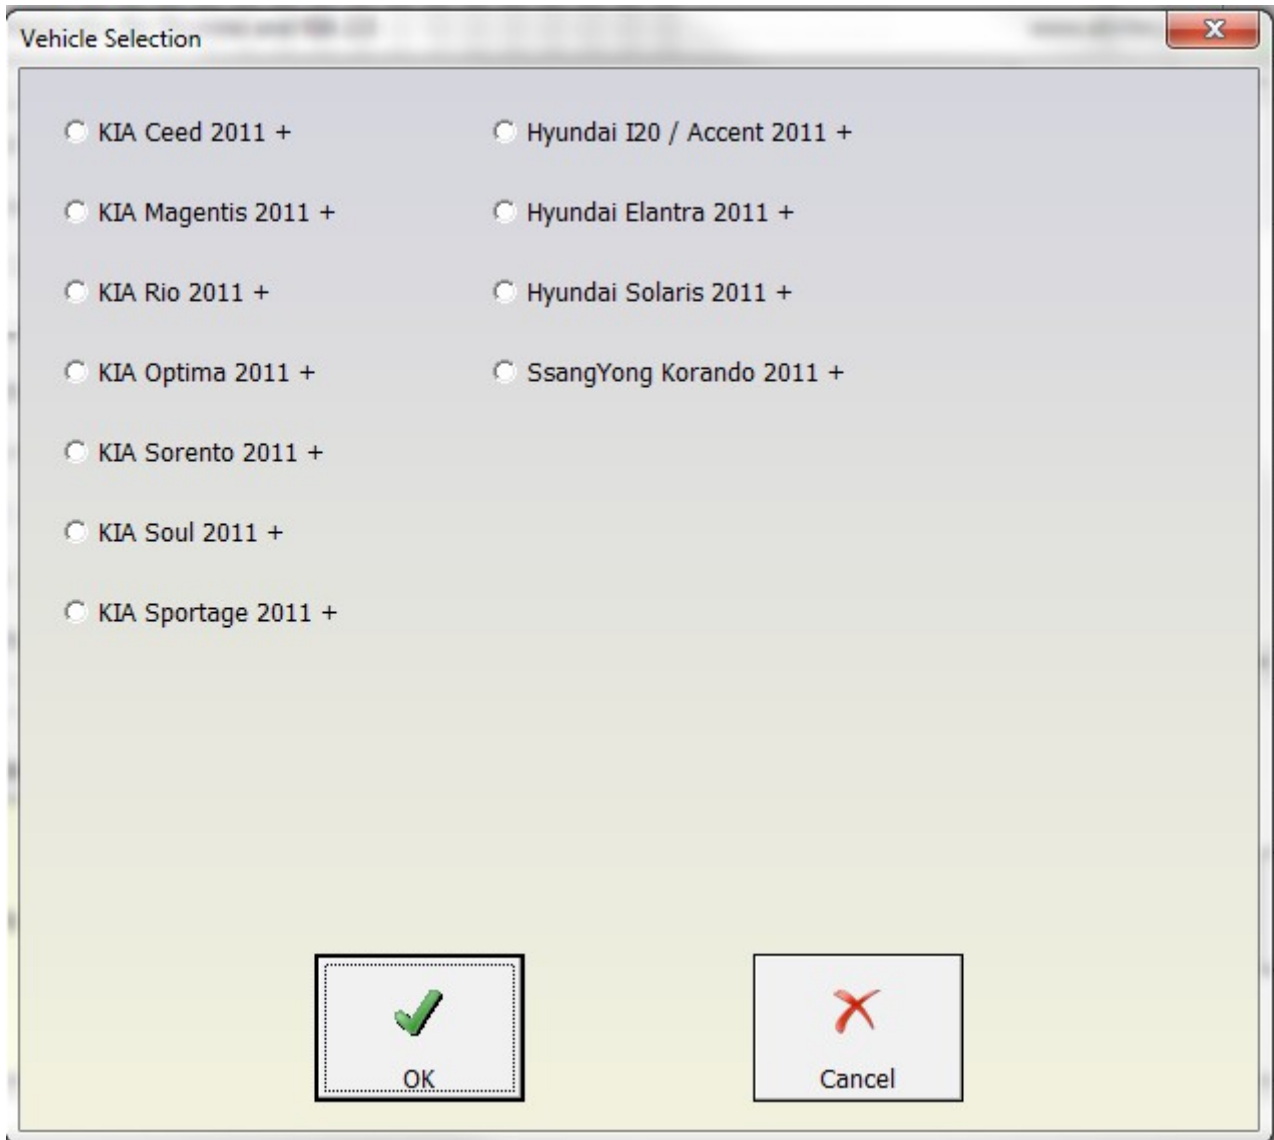 Vehicle Selection
KIA Ceed 2011 +
KIA Magentis 2011 +
KIA Rio 2011 +
KIA Optima 2011 +
KIA Sorento 2011 +
KIA Soul 2011 +
KIA Sportage 2011 +
Hyundai I20 / Accent 2011 +
Hyundai Elantra 2011 +
Hyundai Solaris 2011 +
SsangYong Korando 2011 +
OK
Cancel